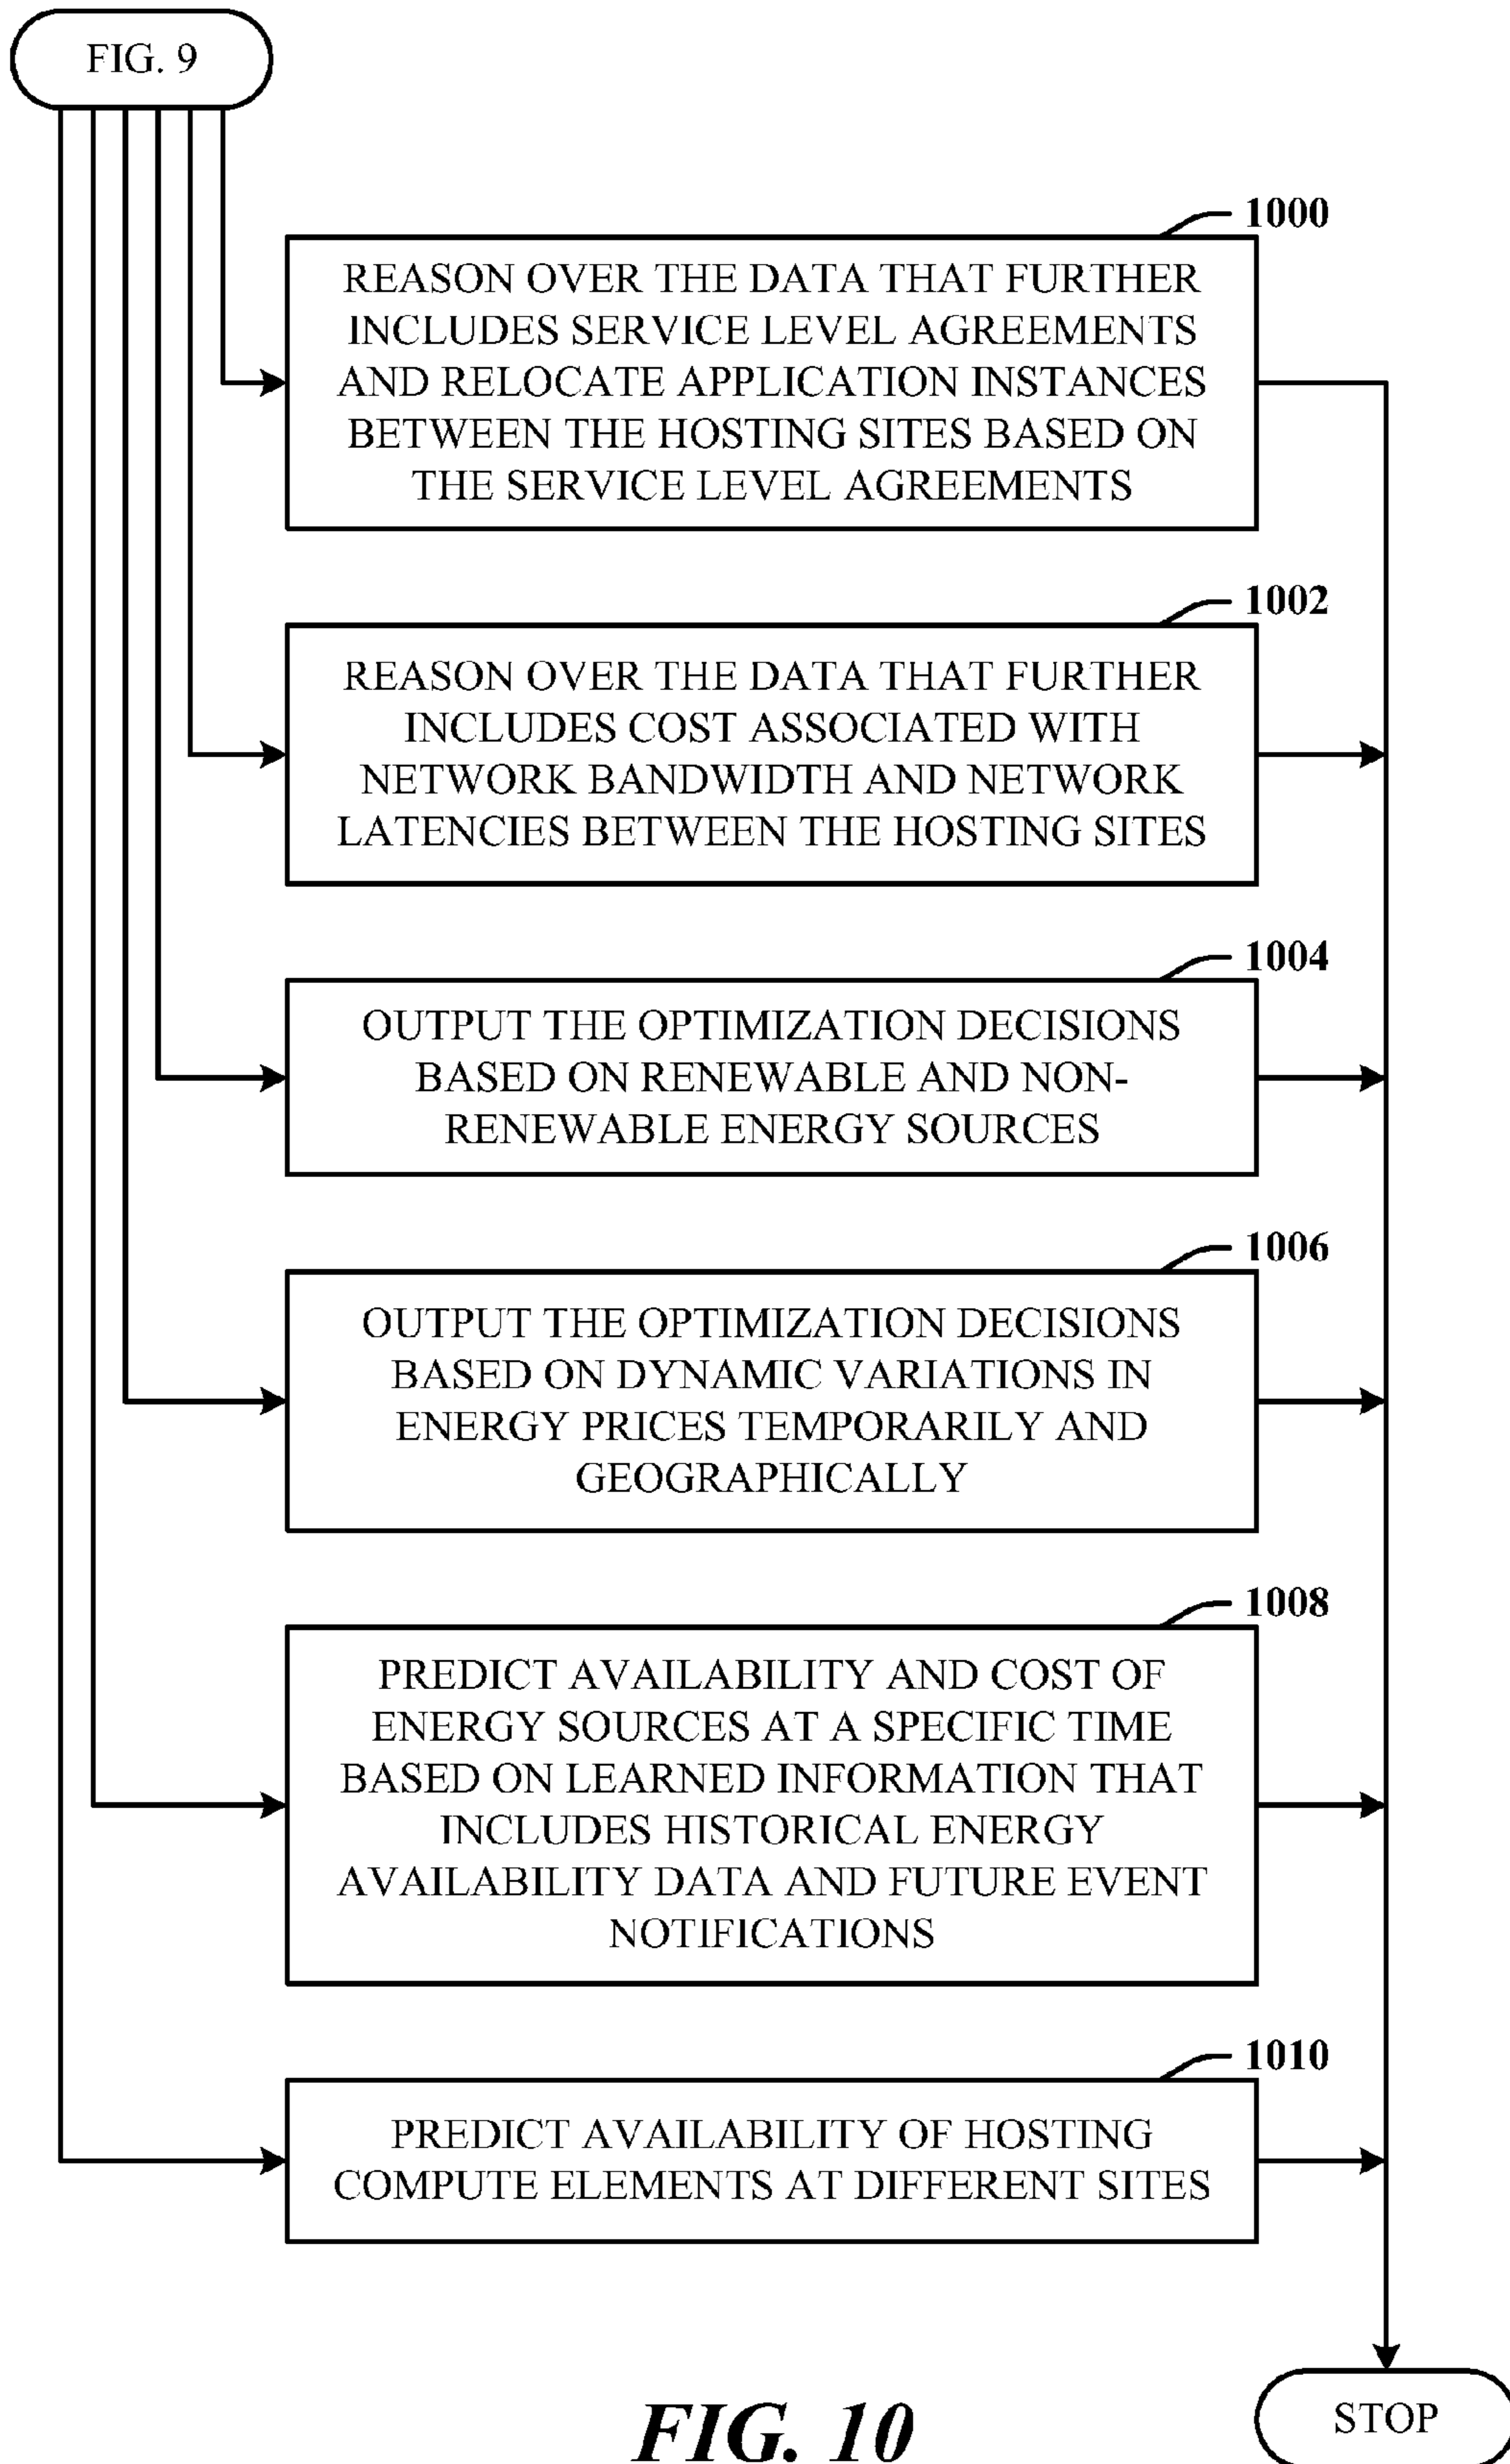 FIG. 9
1000
REASON OVER THE DATA THAT FURTHER
INCLUDES SERVICE LEVEL AGREEMENTS
AND RELOCATE APPLICATION INSTANCES
BETWEEN THE HOSTING SITES BASED ON
THE SERVICE LEVEL AGREEMENTS
1002
REASON OVER THE DATA THAT FURTHER
INCLUDES COST ASSOCIATED WITH
NETWORK BANDWIDTH AND NETWORK
LATENCIES BETWEEN THE HOSTING SITES
1004
OUTPUT THE OPTIMIZATION DECISIONS
BASED ON RENEWABLE AND NON-
RENEWABLE ENERGY SOURCES
1006
OUTPUT THE OPTIMIZATION DECISIONS
BASED ON DYNAMIC VARIATIONS IN
ENERGY PRICES TEMPORARILY AND
GEOGRAPHICALLY
1008
PREDICT AVAILABILITY AND COST OF
ENERGY SOURCES AT A SPECIFIC TIME
BASED ON LEARNED INFORMATION THAT
INCLUDES HISTORICAL ENERGY
AVAILABILITY DATA AND FUTURE EVENT
NOTIFICATIONS
1010
PREDICT AVAILABILITY OF HOSTING
COMPUTE ELEMENTS AT DIFFERENT SITES
STOP
FIG. 10